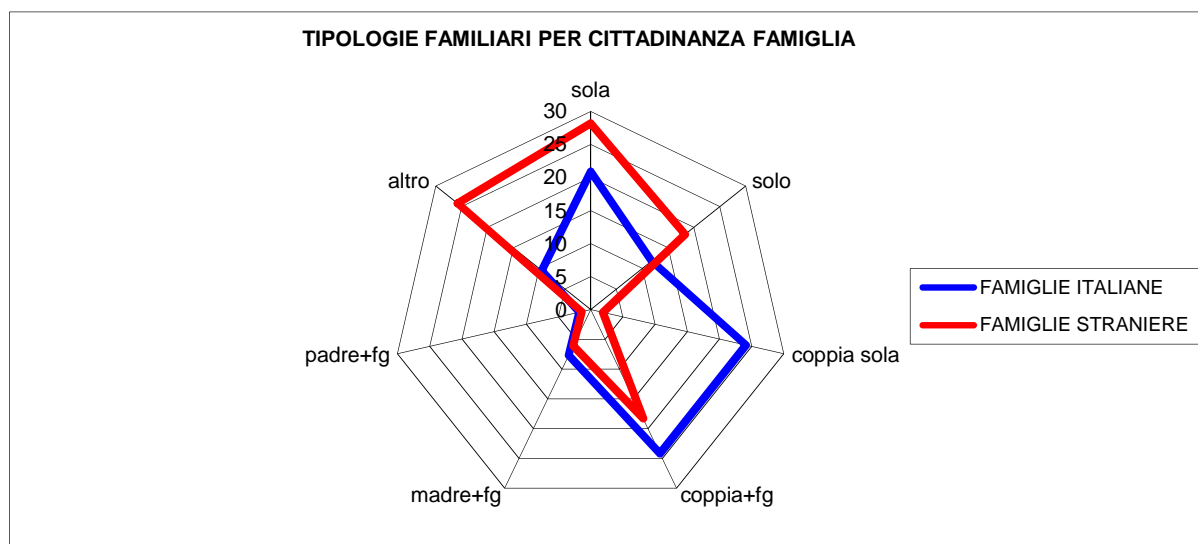 TIPOLOGIE FAMILIARI PER CITTADINANZA FAMIGLIA
sola
30
25
20
15
10
5
0
altro
solo
padre+fg
coppia sola
madre+fg
coppia+fg
FAMIGLIE ITALIANE
FAMIGLIE STRANIERE